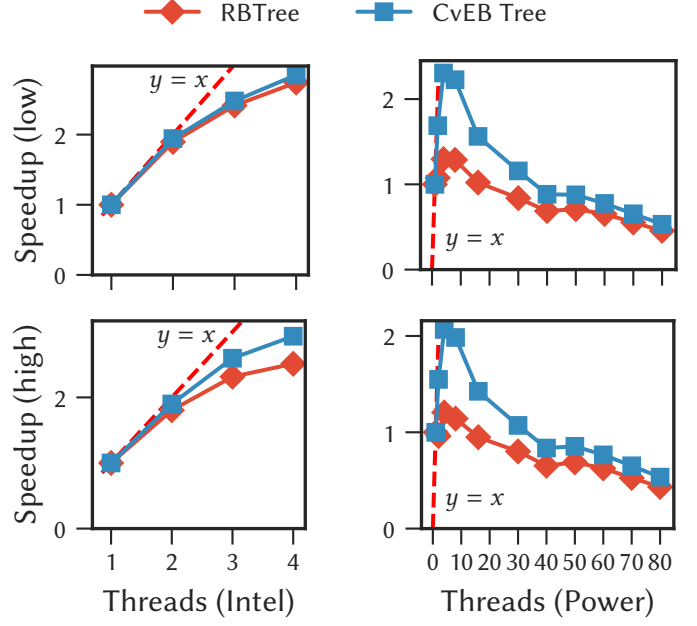 RBTree CvEB Tree
Speedup (low)
2
1
0
y = x
2
1
0
y = x
Speedup (high)
2
0
y = x
1 2 3 4
Threads (Intel)
2
1
0
y = x
0 10 20 30 40 50 60 70 80
Threads (Power)